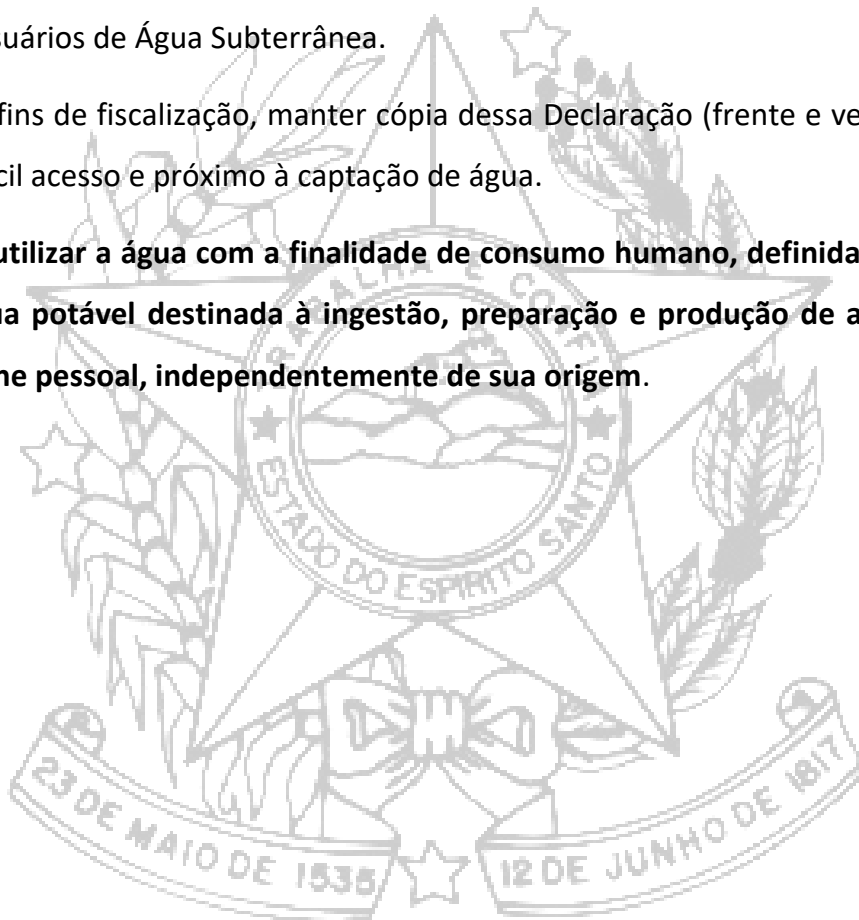 suários de Água Subterrânea.
fins de fiscalização, manter cópia dessa Declaração (frente e ve
cil acesso e próximo à captação de água.
utilizar a água com a finalidade de consumo humano, definida
a potável destinada à ingestão, preparação e produção de a
ne pessoal, independentemente de sua origem.
TRABALHA E CONFIA
ESTADO DO ESPIRITO SANTO
23 DE MAIO DE 1535
12 DE JUNHO DE 1817